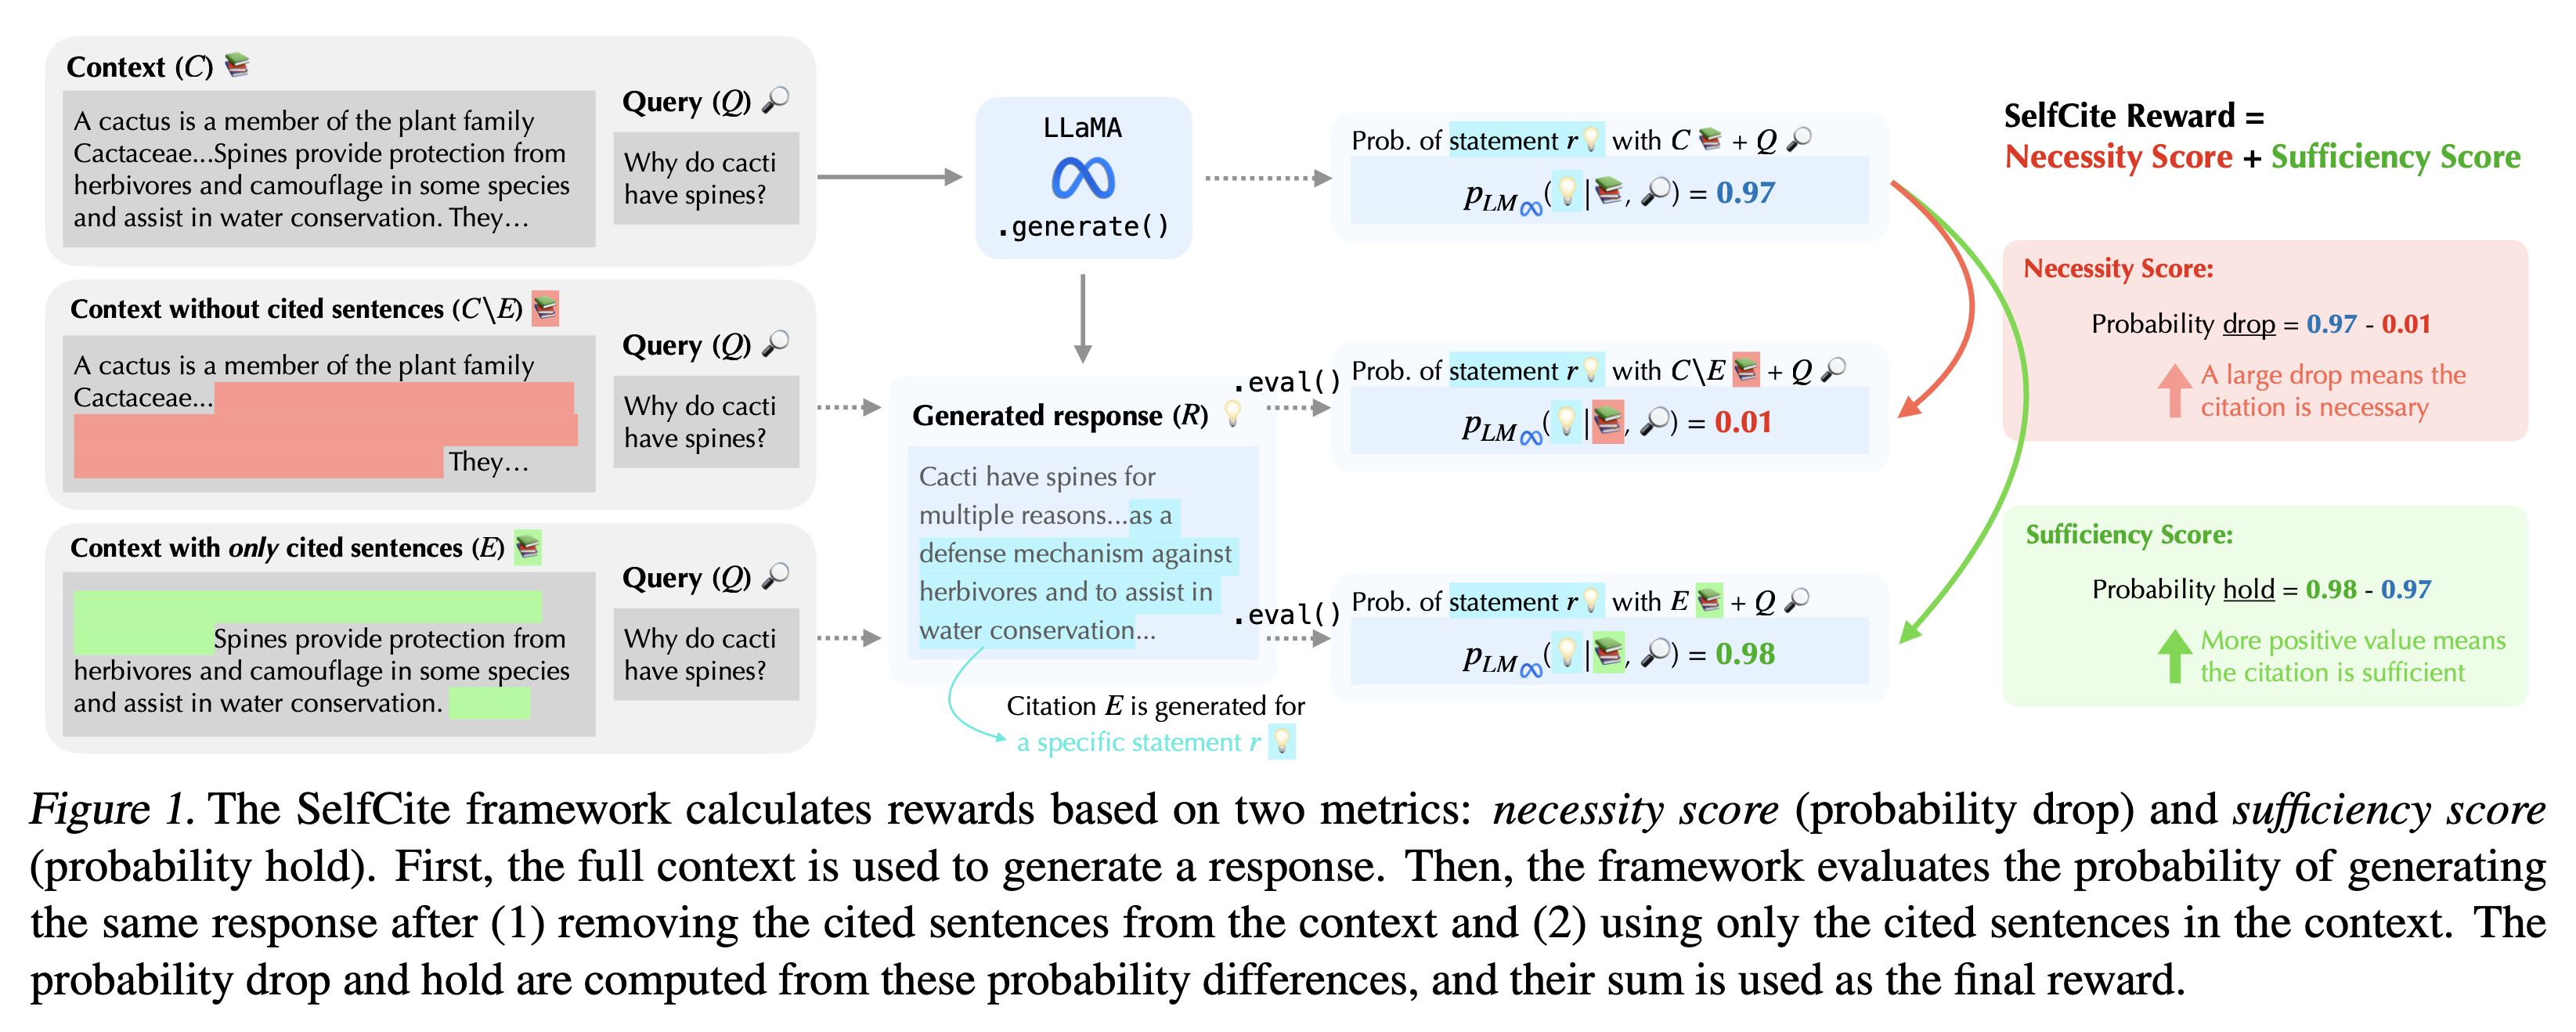 Context (C)
A cactus is a member of the plant family
Cactaceae...Spines provide protection from
herbivores and camouflage in some species
and assist in water conservation. They...
Query (Q)
Why do cacti
have spines?
LLaMA
.generate()
Prob. of statement r with C + Q
pLM∞(|, ) = 0.97
SelfCite Reward =
Necessity Score + Sufficiency Score
Context without cited sentences (C\E)
A cactus is a member of the plant family
Cactaceae...
They...
Query (Q)
Why do cacti
have spines?
Generated response (R)
Cacti have spines for
multiple reasons...as a
defense mechanism against
herbivores and to assist in
water conservation...
Citation E is generated for
a specific statement r
.eval()
Prob. of statement r with C\E + Q
pLM∞(|, ) = 0.01
Necessity Score:
Probability drop = 0.97 - 0.01
A large drop means the
citation is necessary
Context with only cited sentences (E)
Spines provide protection from
herbivores and camouflage in some species
and assist in water conservation.
Query (Q)
Why do cacti
have spines?
.eval()
Prob. of statement r with E + Q
pLM∞(|, ) = 0.98
Sufficiency Score:
Probability hold = 0.98 - 0.97
More positive value means
the citation is sufficient
Figure 1. The SelfCite framework calculates rewards based on two metrics: necessity score (probability drop) and sufficiency score
(probability hold). First, the full context is used to generate a response. Then, the framework evaluates the probability of generating
the same response after (1) removing the cited sentences from the context and (2) using only the cited sentences in the context. The
probability drop and hold are computed from these probability differences, and their sum is used as the final reward.